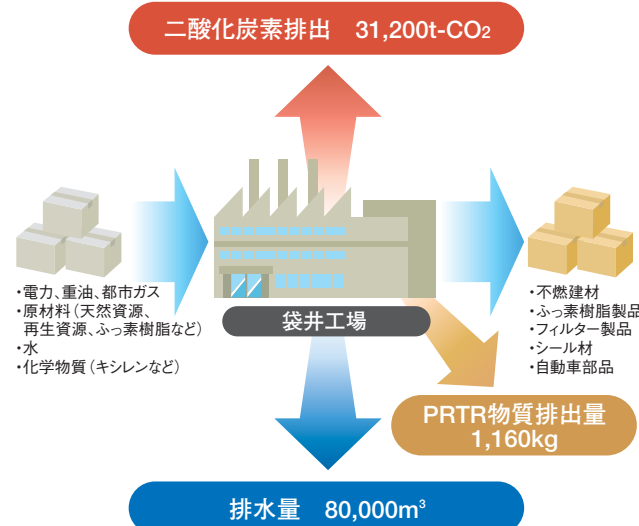 二酸化炭素排出 31,200t-CO₂
・電力、重油、都市ガス
・原材料(天然資源、
再生資源、ふっ素樹脂など)
・水
・化学物質(キシレンなど)
袋井工場
・不燃建材
・ふっ素樹脂製品
・フィルター製品
・シール材
・自動車部品
PRTR物質排出量
1,160kg
排水量 80,000m³